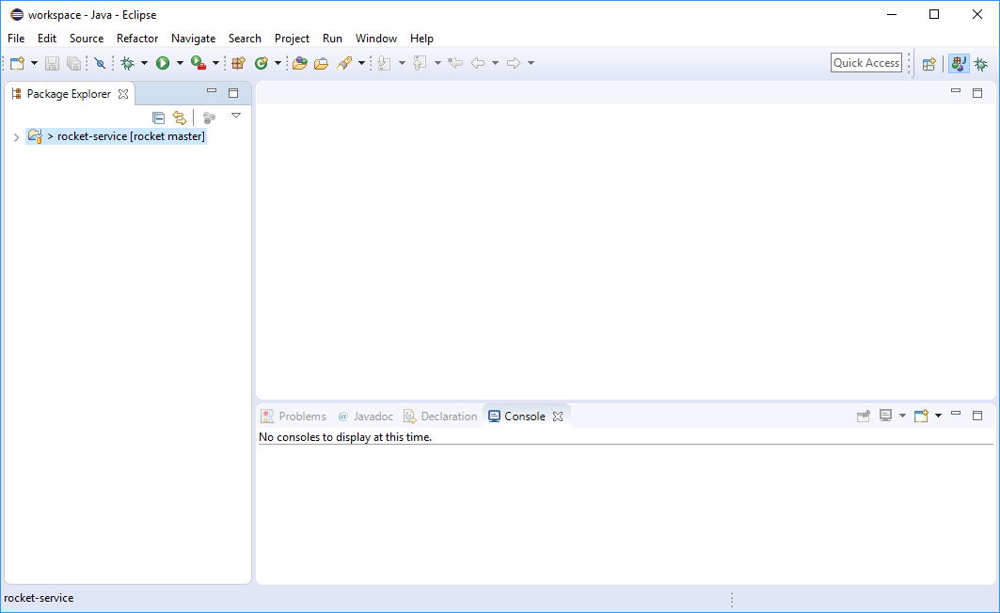 workspace - Java - Eclipse
File Edit Source Refactor Navigate Search Project Run Window Help
Quick Access
Package Explorer
> rocket-service [rocket master]
Problems @ Javadoc Declaration Console
No consoles to display at this time.
rocket-service